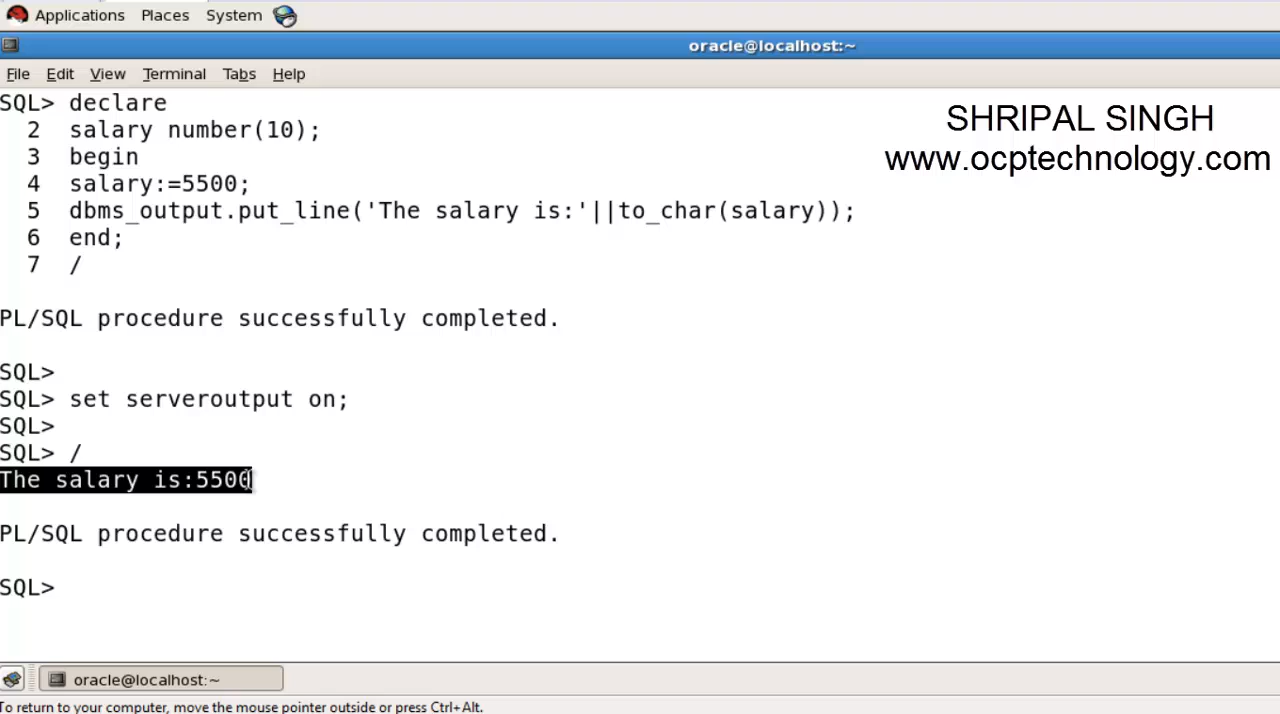 Applications Places System
oracle@localhost:~
File Edit View Terminal Tabs Help
SHRIPAL SINGH
www.ocptechnology.com
SQL> declare
2 salary number(10);
3 begin
4 salary:=5500;
5 dbms_output.put_line('The salary is:'||to_char(salary));
6 end;
7 /
PL/SQL procedure successfully completed.
SQL>
SQL> set serveroutput on;
SQL>
SQL> /
The salary is:5500
PL/SQL procedure successfully completed.
SQL>
oracle@localhost:~
To return to your computer, move the mouse pointer outside or press Ctrl+Alt.